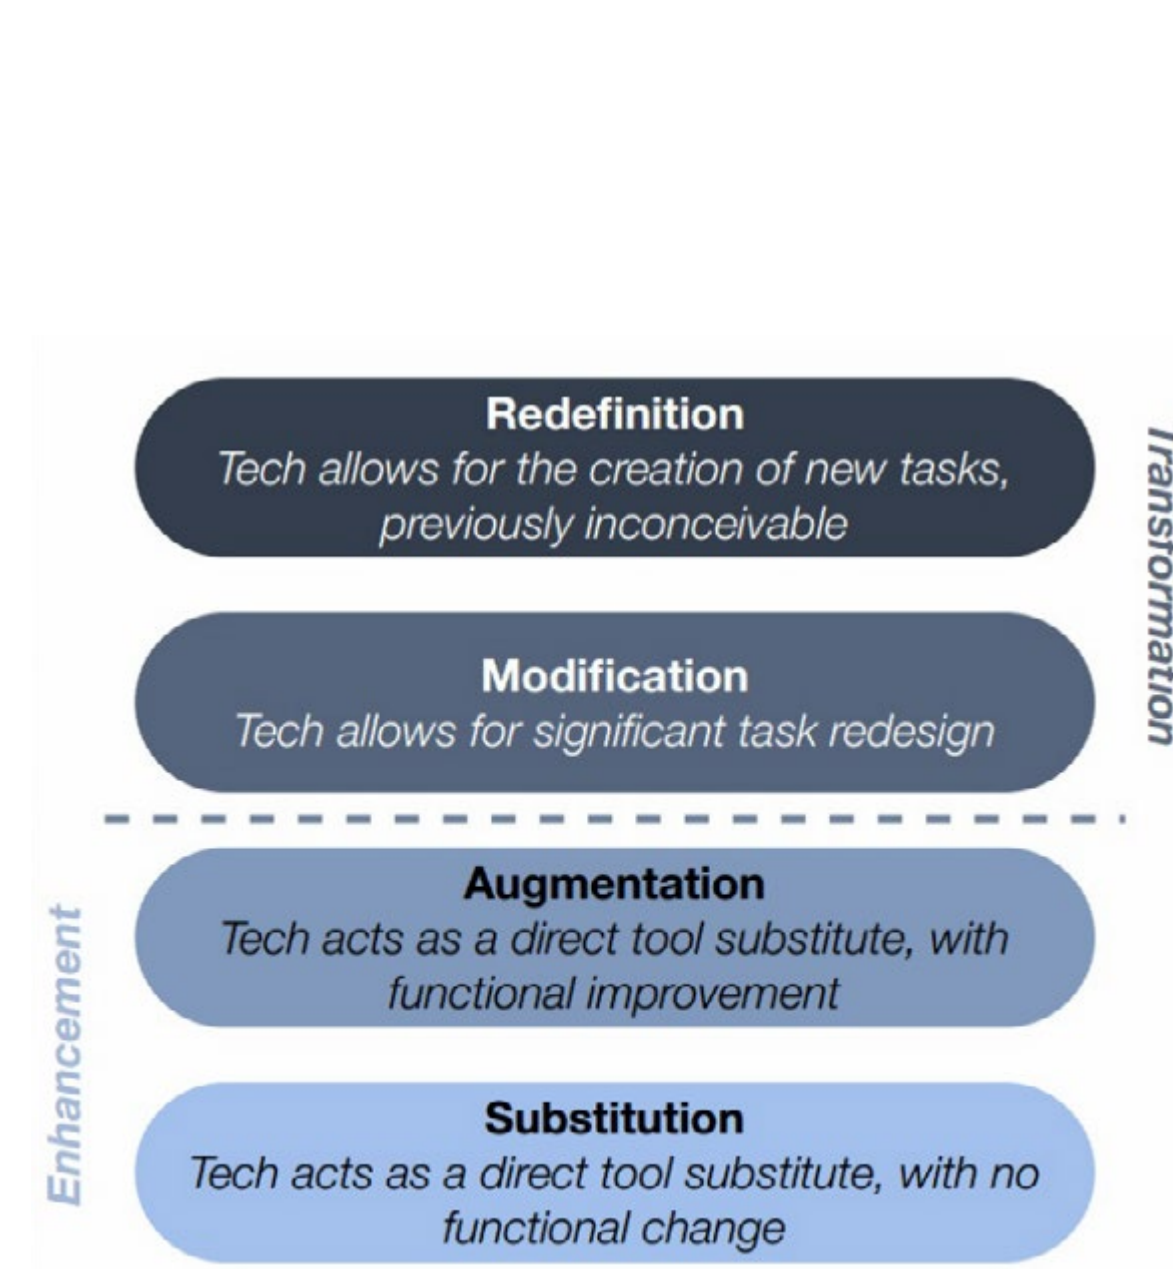 Redefinition
Tech allows for the creation of new tasks,
previously inconceivable
Transformation
Modification
Tech allows for significant task redesign
Augmentation
Tech acts as a direct tool substitute, with
functional improvement
Enhancement
Substitution
Tech acts as a direct tool substitute, with no
functional change